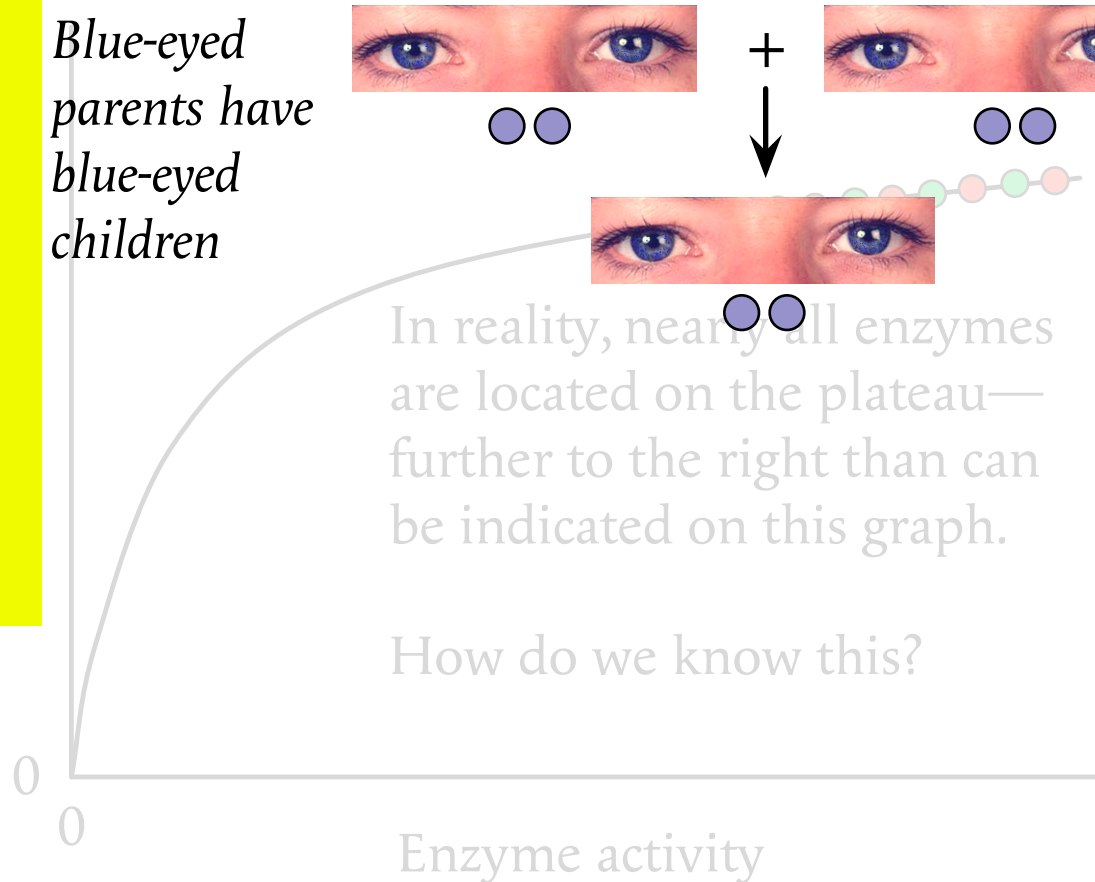 Blue-eyed
parents have
blue-eyed
children
+
In reality, nearly all enzymes
are located on the plateau—
further to the right than can
be indicated on this graph.
How do we know this?
0
0
Enzyme activity